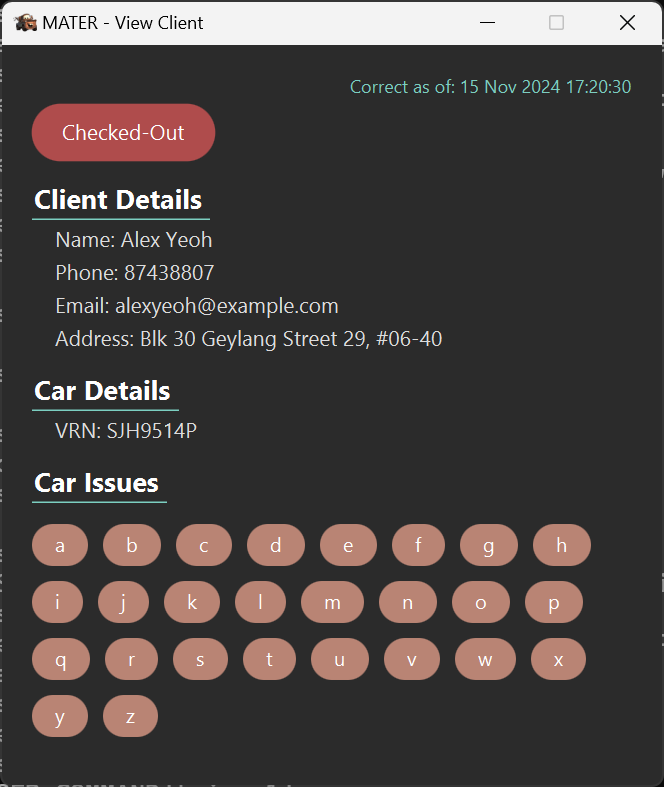 MATER - View Client
Correct as of: 15 Nov 2024 17:20:30
Checked-Out
Client Details
Name: Alex Yeoh
Phone: 87438807
Email: alexyeoh@example.com
Address: Blk 30 Geylang Street 29, #06-40
Car Details
VRN: SJH9514P
Car Issues
a b c d e f g h
i j k l m n o p
q r s t u v w x
y z